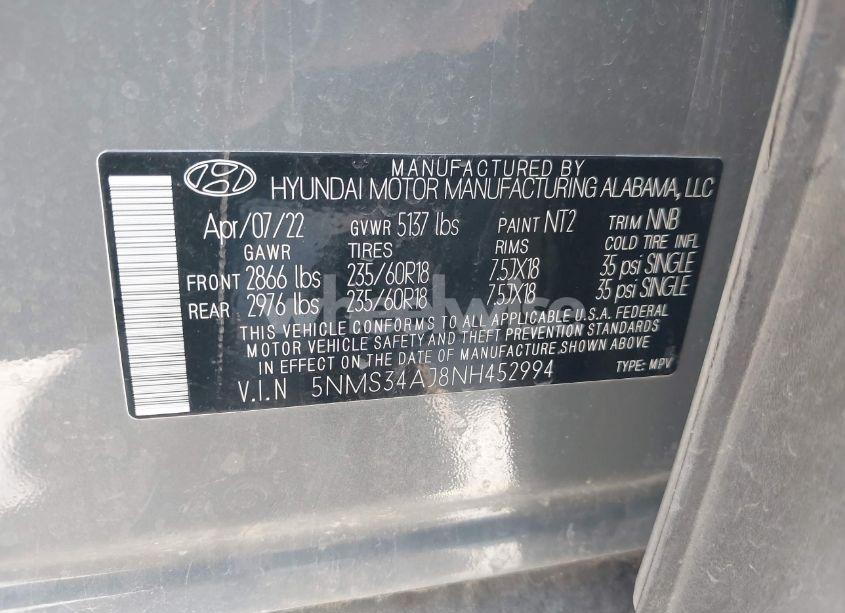 MANUFACTURED BY
HYUNDAI MOTOR MANUFACTURING ALABAMA, LLC
Apr/07/22 GVWR 5137 lbs PAINT NT2 TRIM NNB
GAWR TIRES RIMS COLD TIRE INFL
FRONT 2866 lbs 235/60R18 7.5JX18 35 psi SINGLE
REAR 2976 lbs 235/60R18 7.5JX18 35 psi SINGLE
THIS VEHICLE CONFORMS TO ALL APPLICABLE U.S.A. FEDERAL
MOTOR VEHICLE SAFETY AND THEFT PREVENTION STANDARDS
IN EFFECT ON THE DATE OF MANUFACTURE SHOWN ABOVE
V.I.N 5NMS34AJ8NH452994 TYPE: MPV